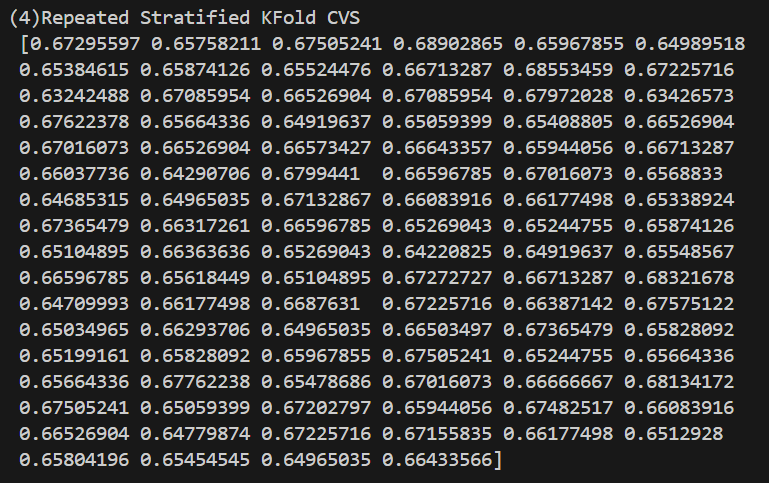 (4)Repeated Stratified KFold CVS
[0.67295597 0.65758211 0.67505241 0.68902865 0.65967855 0.64989518
0.65384615 0.65874126 0.65524476 0.66713287 0.68553459 0.67225716
0.63242488 0.67085954 0.66526904 0.67085954 0.67972028 0.63426573
0.67622378 0.65664336 0.64919637 0.65059399 0.65408805 0.66526904
0.67016073 0.66526904 0.66573427 0.66643357 0.65944056 0.66713287
0.66037736 0.64290706 0.6799441  0.66596785 0.67016073 0.6568833
0.64685315 0.64965035 0.67132867 0.66083916 0.66177498 0.65338924
0.67365479 0.66317261 0.66596785 0.65269043 0.65244755 0.65874126
0.65104895 0.66363636 0.65269043 0.64220825 0.64919637 0.65548567
0.66596785 0.65618449 0.65104895 0.67272727 0.66713287 0.68321678
0.64709993 0.66177498 0.6687631  0.67225716 0.66387142 0.67575122
0.65034965 0.66293706 0.64965035 0.66503497 0.67365479 0.65828092
0.65199161 0.65828092 0.65967855 0.67505241 0.65244755 0.65664336
0.65664336 0.67762238 0.65478686 0.67016073 0.66666667 0.68134172
0.67505241 0.65059399 0.67202797 0.65944056 0.67482517 0.66083916
0.66526904 0.64779874 0.67225716 0.67155835 0.66177498 0.6512928
0.65804196 0.65454545 0.64965035 0.66433566]